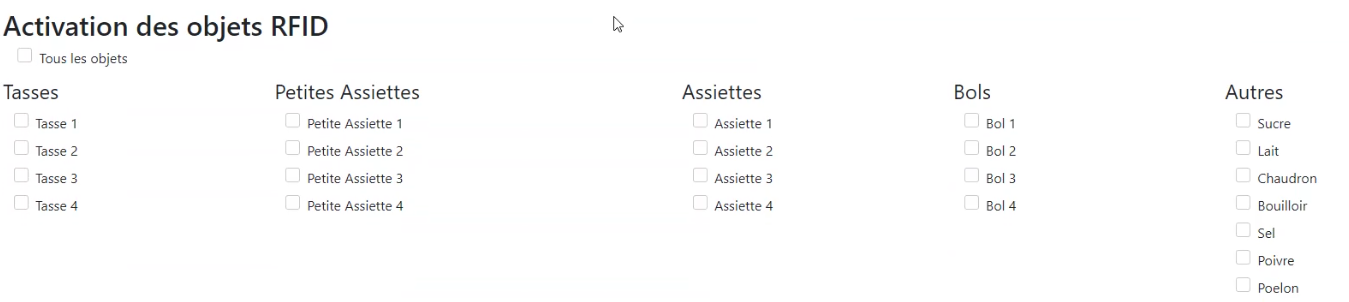 Activation des objets RFID
Tous les objets
Tasses
Tasse 1
Tasse 2
Tasse 3
Tasse 4
Petites Assiettes
Petite Assiette 1
Petite Assiette 2
Petite Assiette 3
Petite Assiette 4
Assiettes
Assiette 1
Assiette 2
Assiette 3
Assiette 4
Bols
Bol 1
Bol 2
Bol 3
Bol 4
Autres
Sucre
Lait
Chaudron
Bouilloir
Sel
Poivre
Poelon